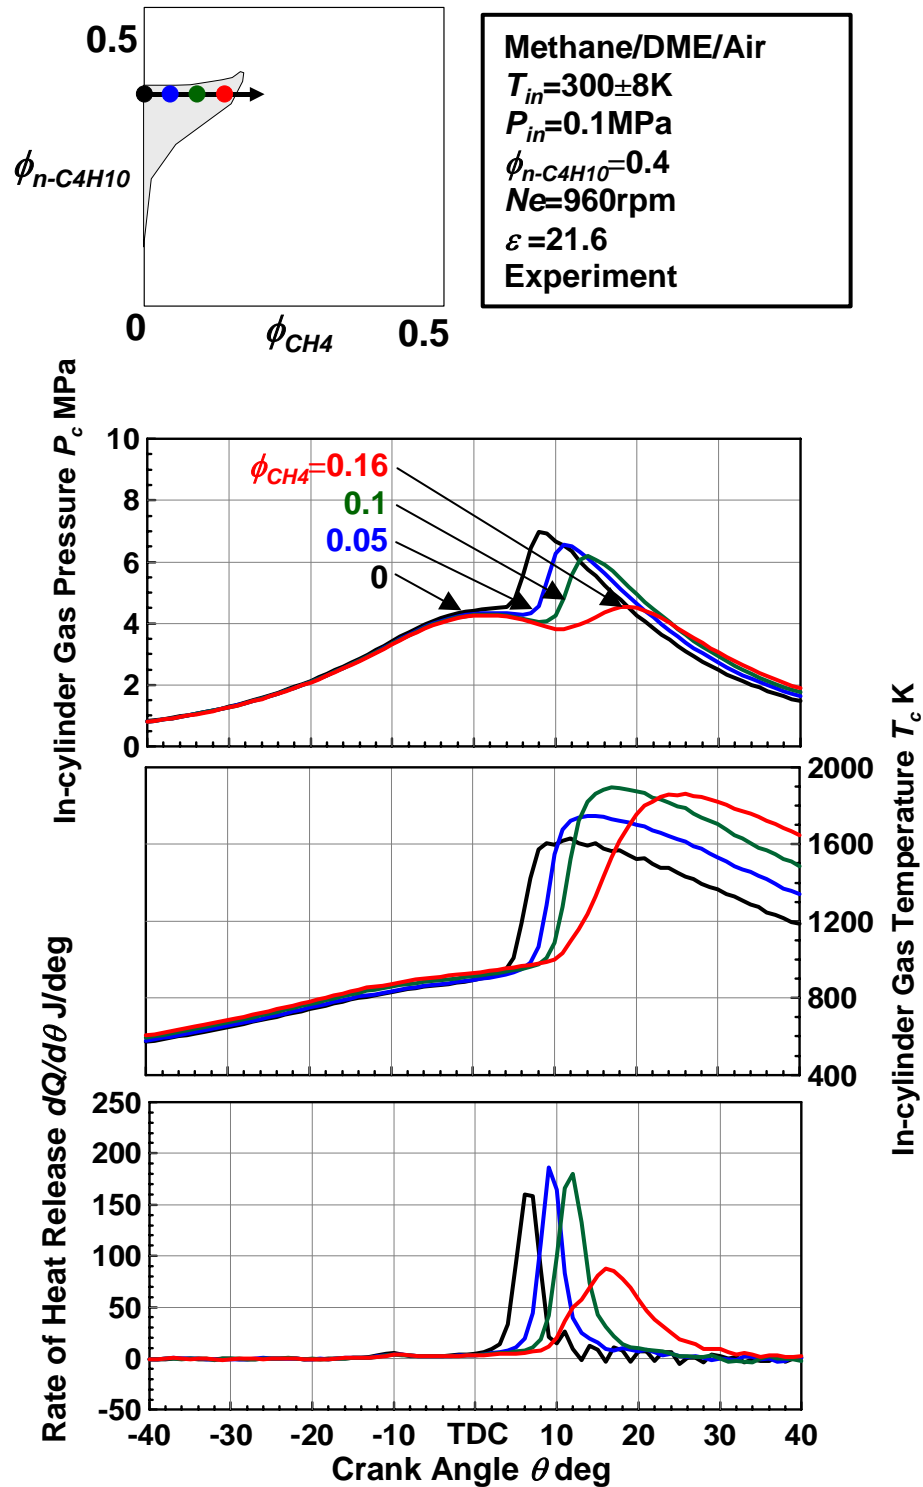 0.5
ϕn-C4H10
0
ϕCH4
0.5
Methane/DME/Air
Tin=300±8K
Pin=0.1MPa
ϕn-C4H10=0.4
Ne=960rpm
ε =21.6
Experiment
In-cylinder Gas Pressure Pc MPa
10
8
6
4
2
0
ϕCH4=0.16
0.1
0.05
0
In-cylinder Gas Temperature Tc K
2000
1600
1200
800
400
Rate of Heat Release dQ/dθ J/deg
250
200
150
100
50
0
-50
-40 -30 -20 -10 TDC 10 20 30 40
Crank Angle θ deg